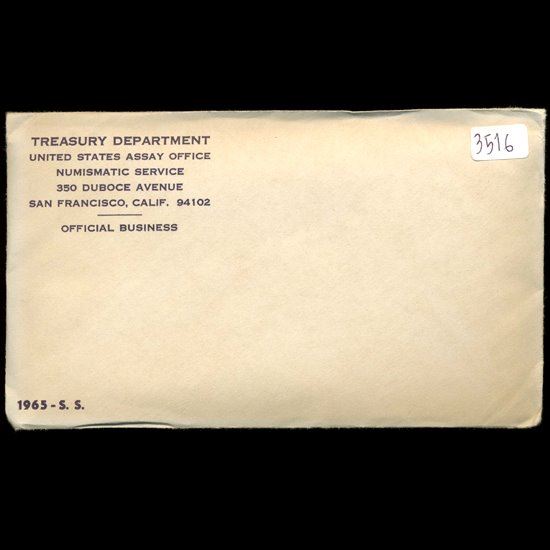 TREASURY DEPARTMENT
UNITED STATES ASSAY OFFICE
NUMISMATIC SERVICE
350 DUBOCE AVENUE
SAN FRANCISCO, CALIF. 94102
OFFICIAL BUSINESS
3516
1965 - S. S.